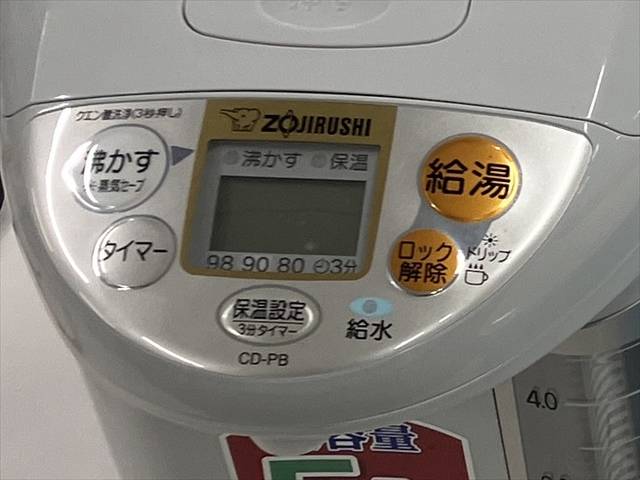 押す
クエン酸洗浄(3秒押し)
ZOJIRUSHI
沸かす
蒸気セーブ
沸かす 保温
給湯
タイマー
98 90 80 3分
ロック
解除
ドリップ
保温設定
3分タイマー
給水
CD-PB
4.0
容量